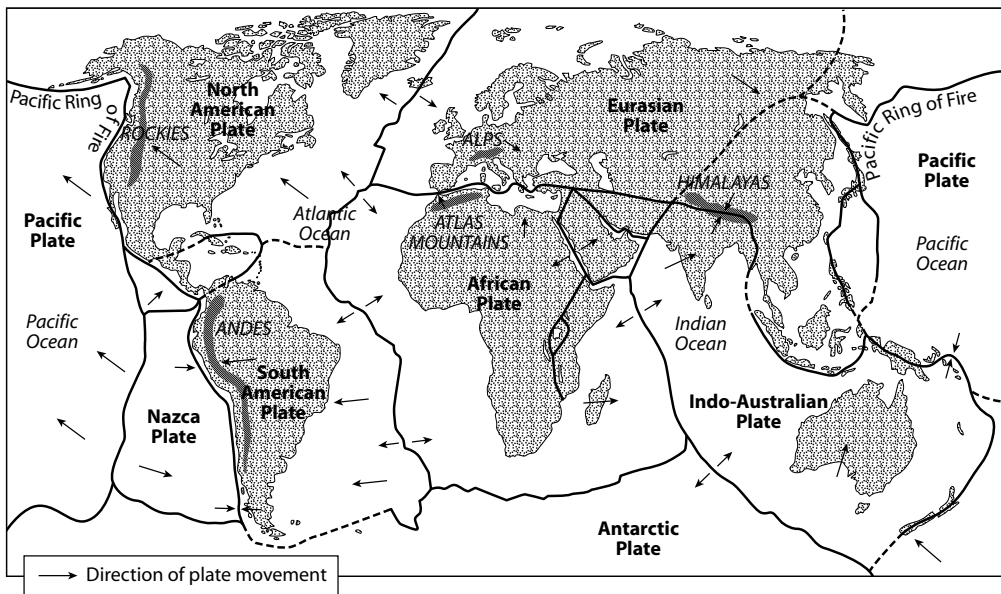 Pacific Ring
of Fire
ROCKIES
North
American
Plate
Pacific
Plate
Atlantic
Ocean
ALPS
Eurasian
Plate
HIMALAYAS
Pacific Ring of Fire
Pacific
Plate
Pacific
Ocean
ATLAS
MOUNTAINS
African
Plate
Indian
Ocean
Pacific
Ocean
ANDES
South
American
Plate
Nazca
Plate
Indo-Australian
Plate
Antarctic
Plate
Direction of plate movement